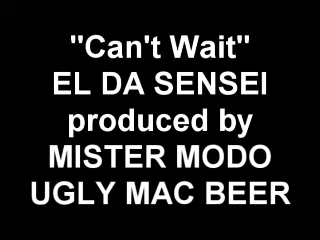 "Can't Wait"
EL DA SENSEI
produced by
MISTER MODO
UGLY MAC BEER